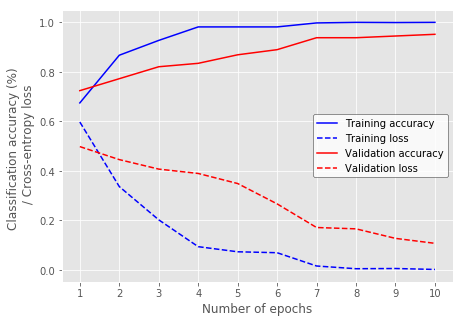 Classification accuracy (%)
/ Cross-entropy loss
1.0
0.8
0.6
0.4
0.2
0.0
Training accuracy
Training loss
Validation accuracy
Validation loss
1 2 3 4 5 6 7 8 9 10
Number of epochs